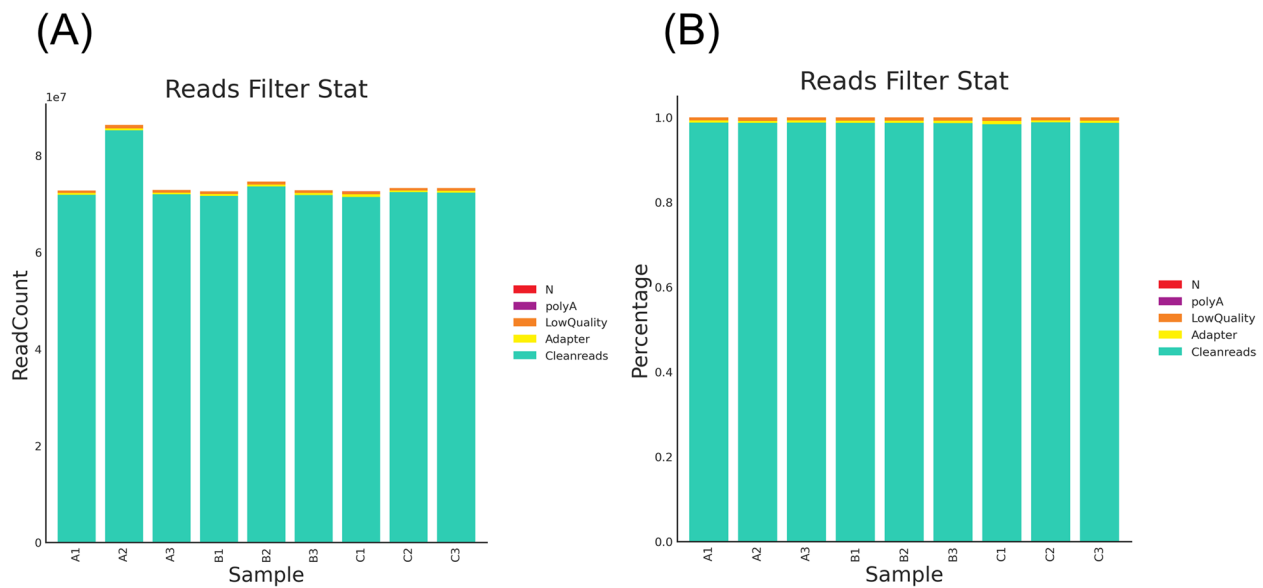 (A)
Reads Filter Stat
1e7
8
6
4
2
0
ReadCount
A1 A2 A3 B1 B2 B3 C1 C2 C3
Sample
N
polyA
LowQuality
Adapter
Cleanreads
(B)
Reads Filter Stat
1.0
0.8
0.6
0.4
0.2
0.0
Percentage
A1 A2 A3 B1 B2 B3 C1 C2 C3
Sample
N
polyA
LowQuality
Adapter
Cleanreads